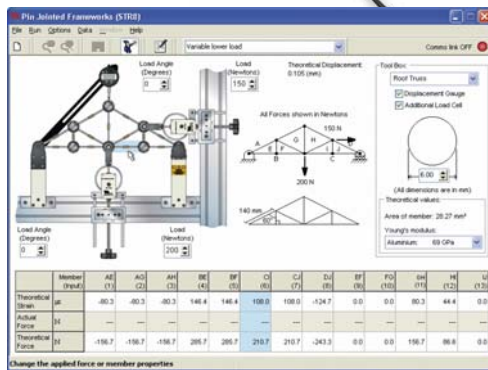 Pin Jointed Frameworks (STR8)
File Run Options Data Window Help
Variable lower load
Comms link OFF
Load Angle
(Degrees)
0
Load
(Newtons)
150
Theoretical Displacement:
0.105 (mm)
Tool Box:
Roof Truss
Displacement Gauge
Additional Load Cell
All Forces shown in Newtons
150 N
G
H
E
F
I
J
A
B
C
D
200 N
6.00
(All dimensions are in mm)
140 mm
60°
Load Angle
(Degrees)
0
Load
(Newtons)
200
Theoretical values:
Area of member: 28.27 mm²
Young's modulus:
Aluminium: 69 GPa
Member (Input) AE (1) AG (2) AH (3) BE (4) BF (5) CI (6) CJ (7) DJ (8) EF (9) FG (10) GH (11) HI (12) IJ (13)
Theoretical Strain µε -80.3 -80.3 -80.3 146.4 146.4 108.0 108.0 -124.7 0.0 0.0 80.3 44.4 0.0
Actual Force N --- --- --- --- --- --- --- --- --- --- --- --- ---
Theoretical Force N -156.7 -156.7 -156.7 285.7 285.7 210.7 210.7 -243.3 0.0 0.0 156.7 86.6 0.0
Change the applied force or member properties